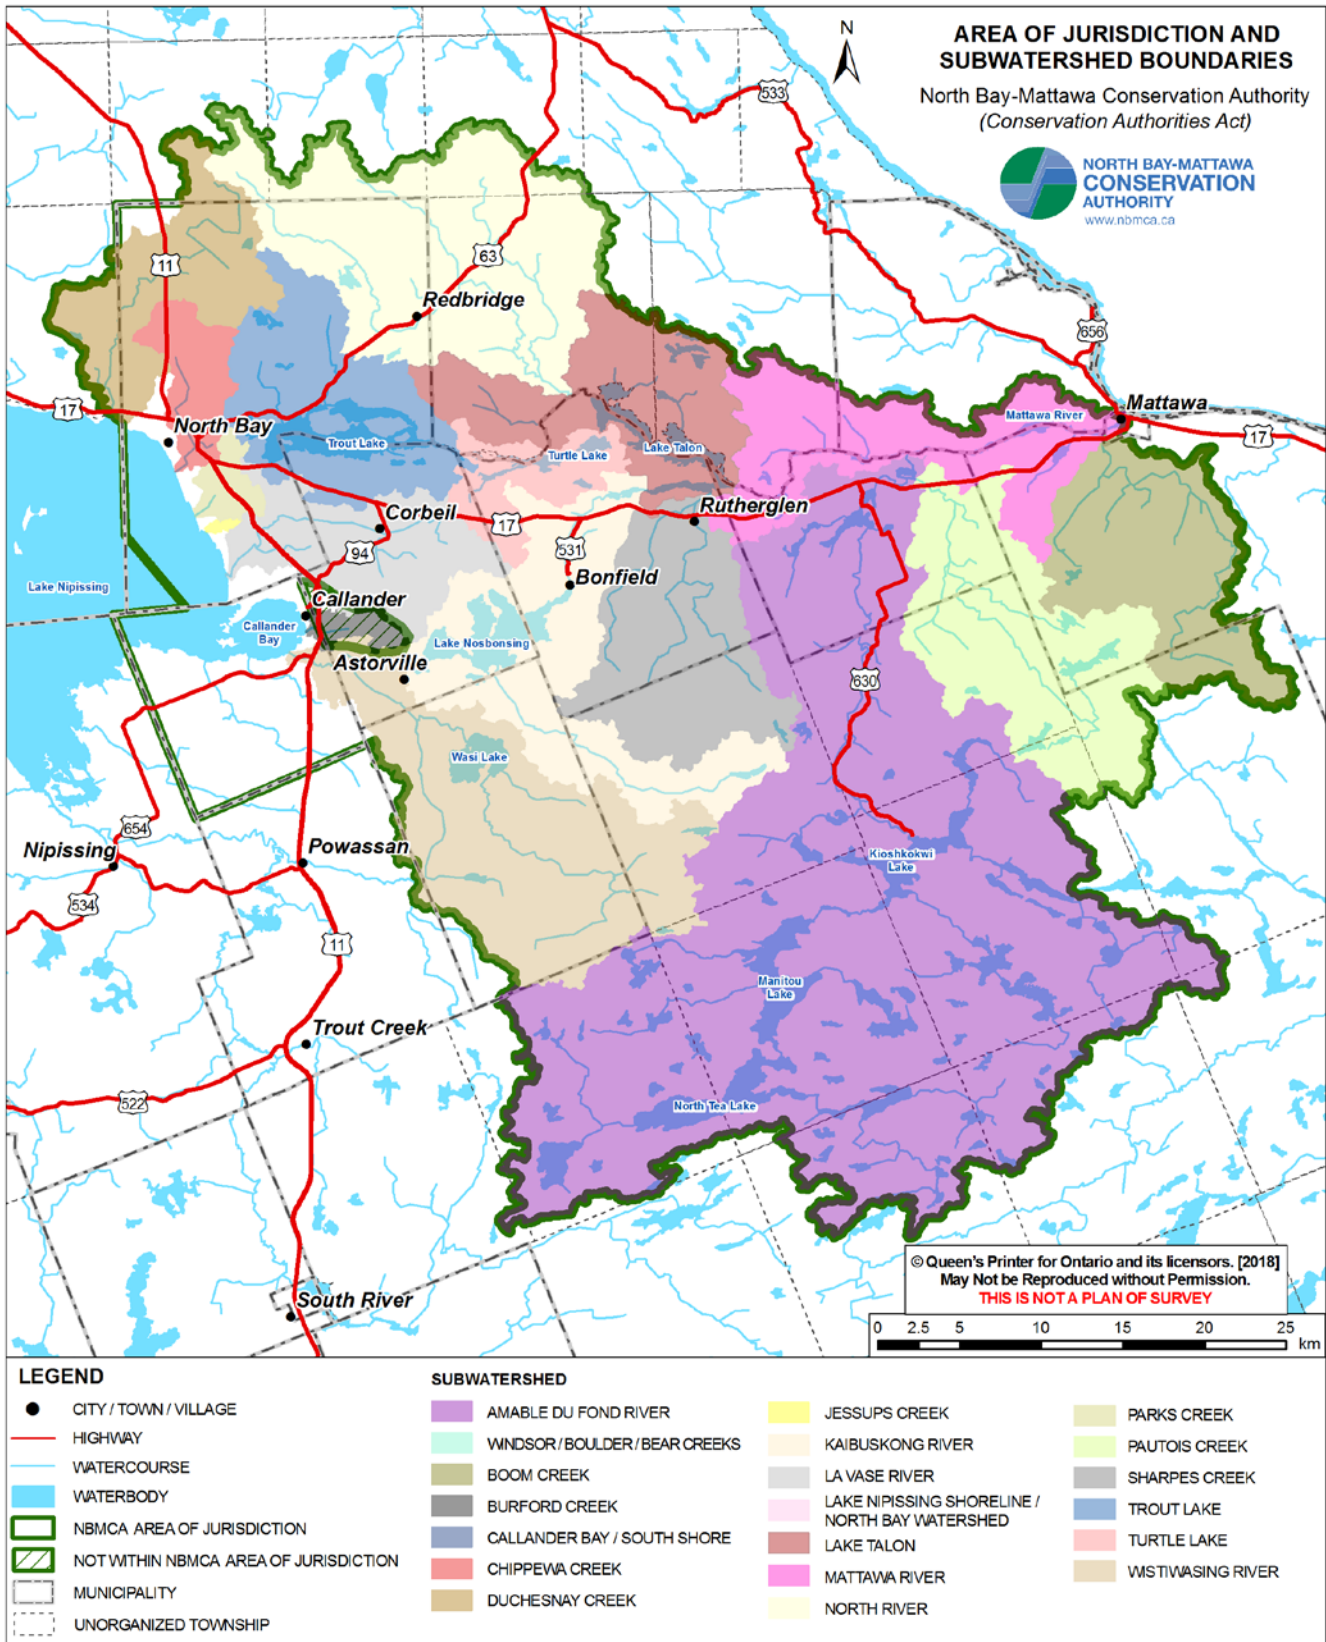 AREA OF JURISDICTION AND
SUBWATERSHED BOUNDARIES
North Bay-Mattawa Conservation Authority
(Conservation Authorities Act)
NORTH BAY-MATTAWA
CONSERVATION
AUTHORITY
www.nbmca.ca
N
533
11
63
Redbridge
656
17
North Bay
Trout Lake
Turtle Lake
Lake Talon
Mattawa River
Mattawa
17
Corbeil
17
Rutherglen
94
531
Bonfield
Lake Nipissing
Callander
Callander
Bay
Lake Nosbonsing
Astorville
630
Wasi Lake
654
Nipissing
Powassan
Kioshkokwi
Lake
534
11
Manitou
Lake
Trout Creek
522
North Tea Lake
South River
© Queen's Printer for Ontario and its licensors. [2018]
May Not be Reproduced without Permission.
THIS IS NOT A PLAN OF SURVEY
0 2.5 5 10 15 20 25
km
LEGEND
CITY / TOWN / VILLAGE
HIGHWAY
WATERCOURSE
WATERBODY
NBMCA AREA OF JURISDICTION
NOT WITHIN NBMCA AREA OF JURISDICTION
MUNICIPALITY
UNORGANIZED TOWNSHIP
SUBWATERSHED
AMABLE DU FOND RIVER
WINDSOR / BOULDER / BEAR CREEKS
BOOM CREEK
BURFORD CREEK
CALLANDER BAY / SOUTH SHORE
CHIPPEWA CREEK
DUCHESNAY CREEK
JESSUPS CREEK
KAIBUSKONG RIVER
LA VASE RIVER
LAKE NIPISSING SHORELINE /
NORTH BAY WATERSHED
LAKE TALON
MATTAWA RIVER
NORTH RIVER
PARKS CREEK
PAUTOIS CREEK
SHARPES CREEK
TROUT LAKE
TURTLE LAKE
WISTIWASING RIVER